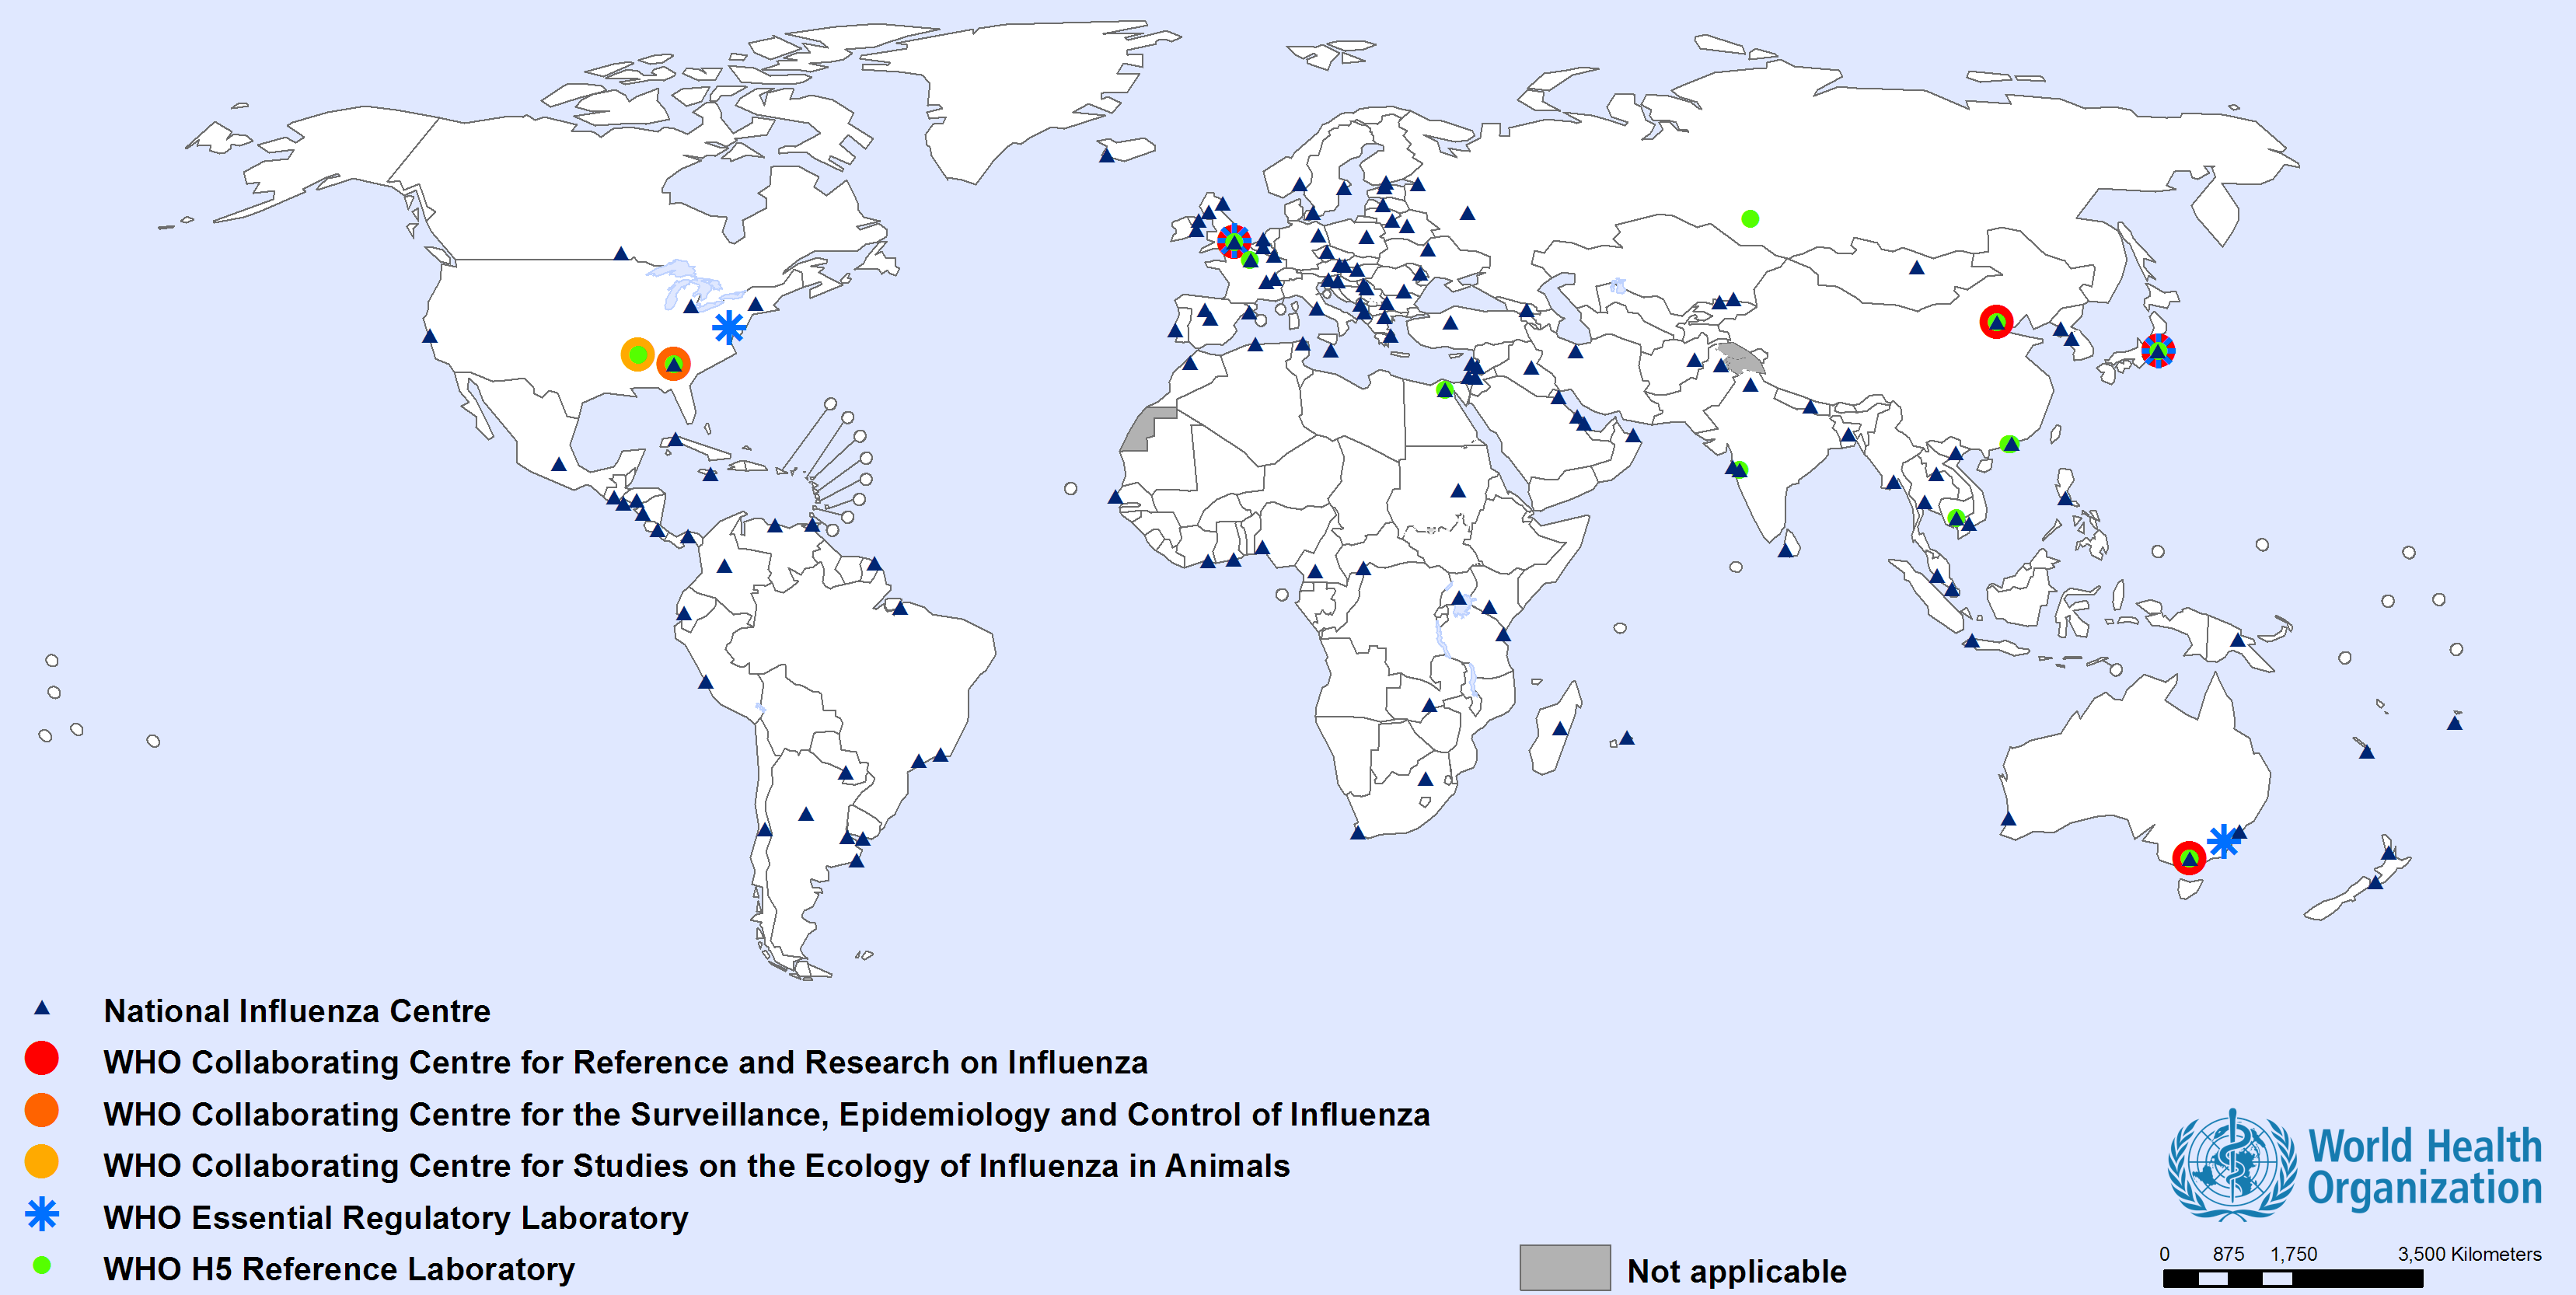 National Influenza Centre
WHO Collaborating Centre for Reference and Research on Influenza
WHO Collaborating Centre for the Surveillance, Epidemiology and Control of Influenza
WHO Collaborating Centre for Studies on the Ecology of Influenza in Animals
WHO Essential Regulatory Laboratory
WHO H5 Reference Laboratory
Not applicable
World Health
Organization
0 875 1,750 3,500 Kilometers